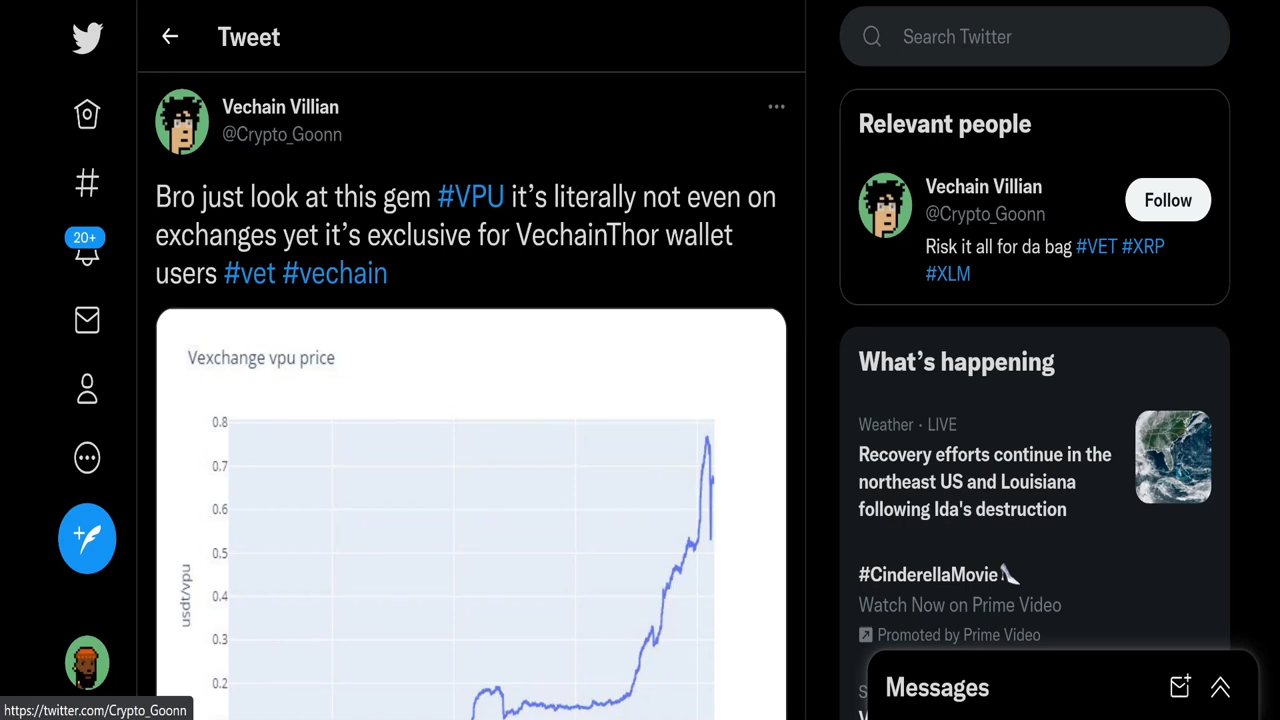 Tweet
Search Twitter
Vechain Villian
@Crypto_Goonn
Bro just look at this gem #VPU it’s literally not even on
exchanges yet it’s exclusive for VechainThor wallet
users #vet #vechain
Vexchange vpu price
0.8
0.7
0.6
0.5
0.4
0.3
0.2
usdt/vpu
20+
https://twitter.com/Crypto_Goonn
Relevant people
Vechain Villian
@Crypto_Goonn
Follow
Risk it all for da bag #VET #XRP
#XLM
What’s happening
Weather · LIVE
Recovery efforts continue in the
northeast US and Louisiana
following Ida's destruction
#CinderellaMovie
Watch Now on Prime Video
Promoted by Prime Video
Messages